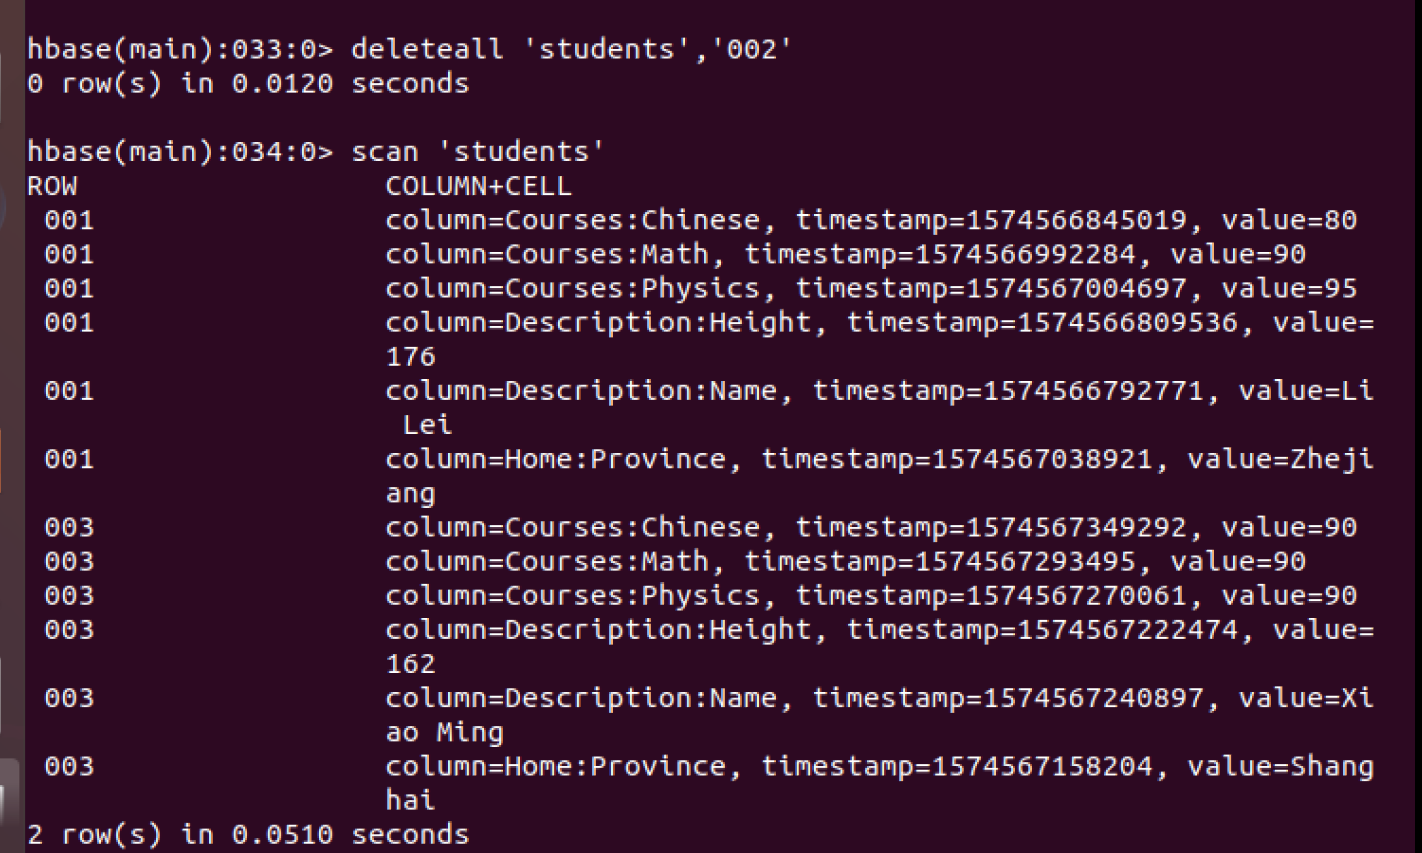 hbase(main):033:0> deleteall 'students','002'
0 row(s) in 0.0120 seconds
hbase(main):034:0> scan 'students'
ROW                  COLUMN+CELL
 001                 column=Courses:Chinese, timestamp=1574566845019, value=80
 001                 column=Courses:Math, timestamp=1574566992284, value=90
 001                 column=Courses:Physics, timestamp=1574567004697, value=95
 001                 column=Description:Height, timestamp=1574566809536, value=
                     176
 001                 column=Description:Name, timestamp=1574566792771, value=Li
                      Lei
 001                 column=Home:Province, timestamp=1574567038921, value=Zheji
                     ang
 003                 column=Courses:Chinese, timestamp=1574567349292, value=90
 003                 column=Courses:Math, timestamp=1574567293495, value=90
 003                 column=Courses:Physics, timestamp=1574567270061, value=90
 003                 column=Description:Height, timestamp=1574567222474, value=
                     162
 003                 column=Description:Name, timestamp=1574567240897, value=Xi
                     ao Ming
 003                 column=Home:Province, timestamp=1574567158204, value=Shang
                     hai
2 row(s) in 0.0510 seconds